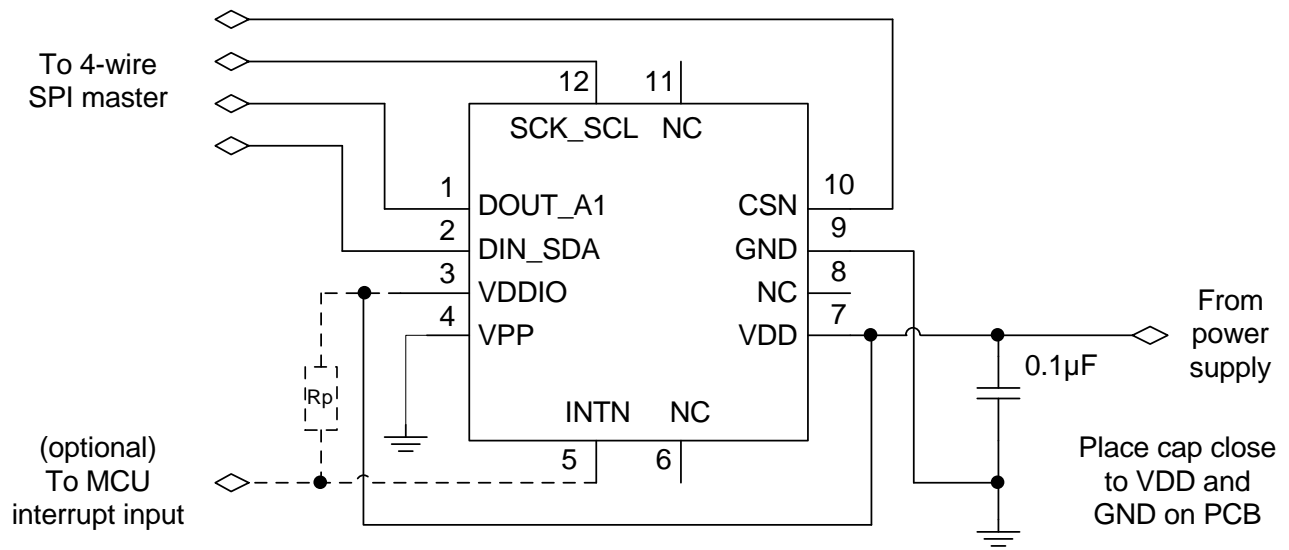 To 4-wire
SPI master
12
11
SCK_SCL
NC
1
DOUT_A1
2
DIN_SDA
3
VDDIO
4
VPP
10
CSN
9
GND
8
NC
7
VDD
From
power
supply
0.1µF
Rp
INTN
NC
5
6
(optional)
To MCU
interrupt input
Place cap close
to VDD and
GND on PCB